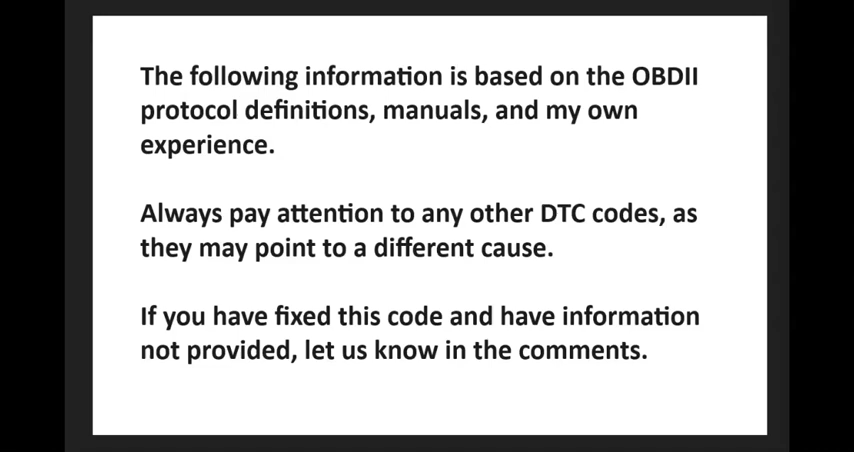 The following information is based on the OBDII
protocol definitions, manuals, and my own
experience.
Always pay attention to any other DTC codes, as
they may point to a different cause.
If you have fixed this code and have information
not provided, let us know in the comments.